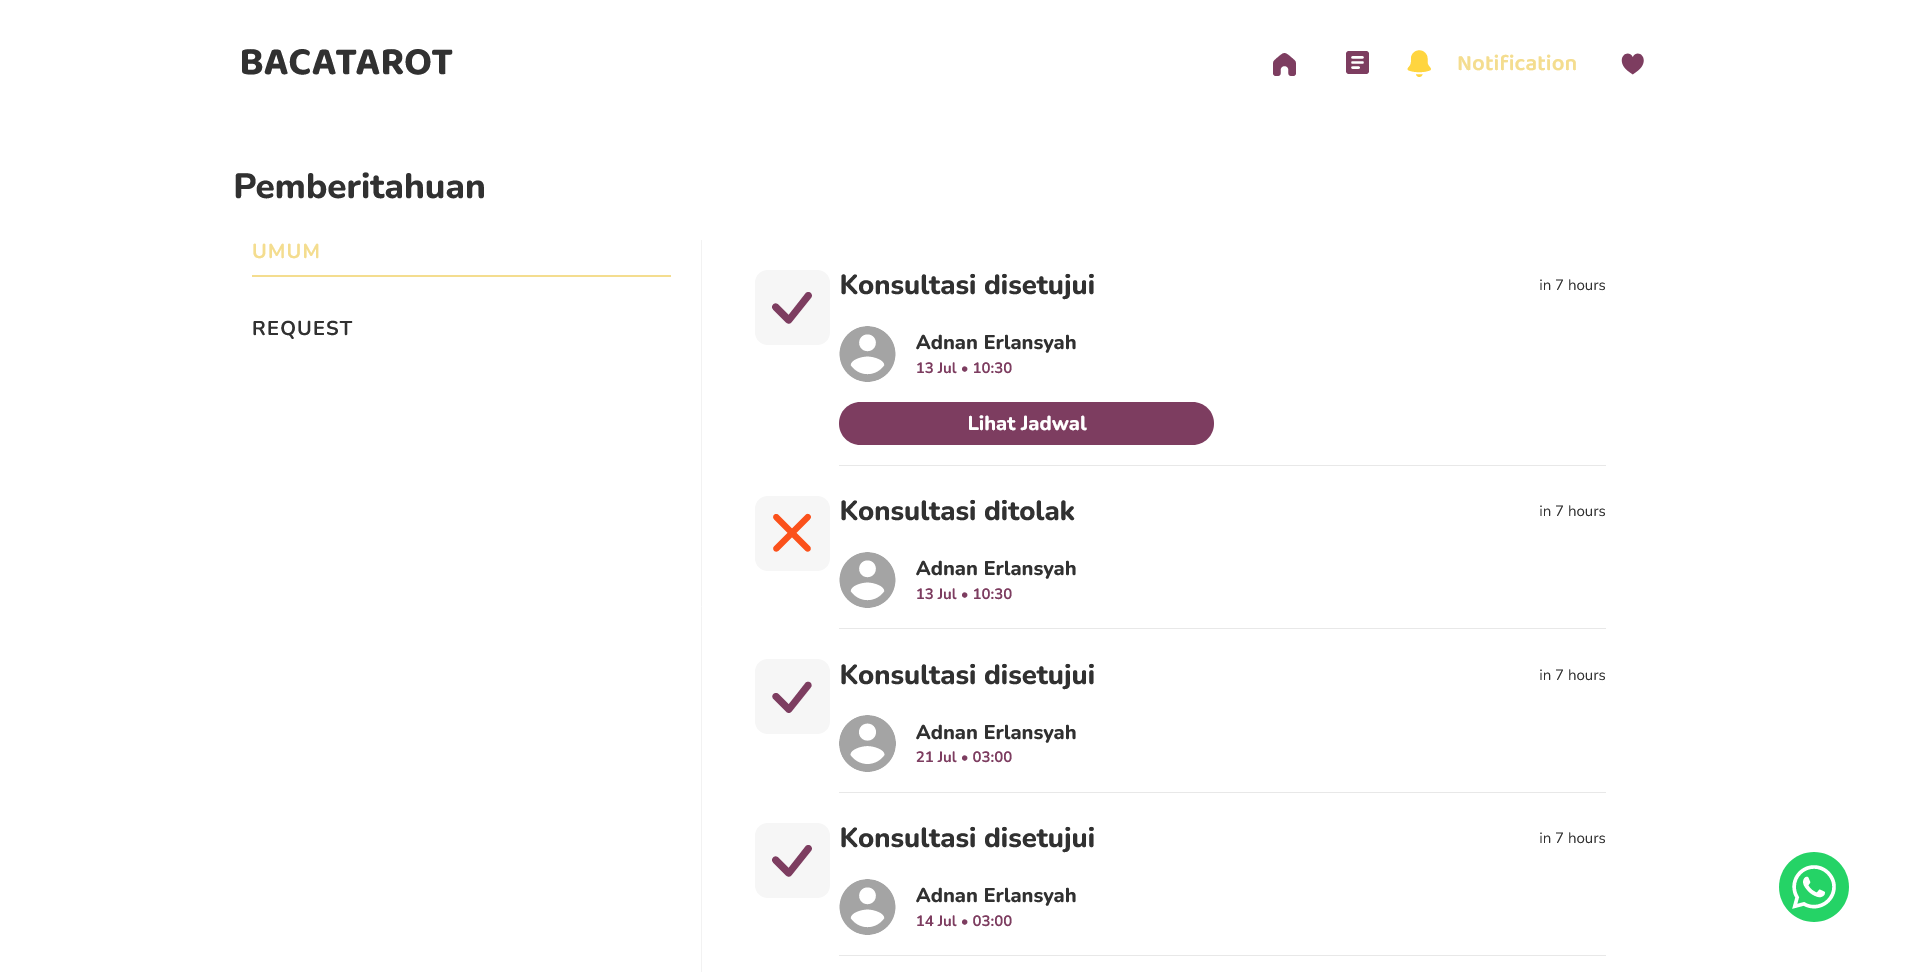 BACATAROT
Notification
Pemberitahuan
UMUM
REQUEST
Konsultasi disetujui
in 7 hours
Adnan Erlansyah
13 Jul • 10:30
Lihat Jadwal
Konsultasi ditolak
in 7 hours
Adnan Erlansyah
13 Jul • 10:30
Konsultasi disetujui
in 7 hours
Adnan Erlansyah
21 Jul • 03:00
Konsultasi disetujui
in 7 hours
Adnan Erlansyah
14 Jul • 03:00